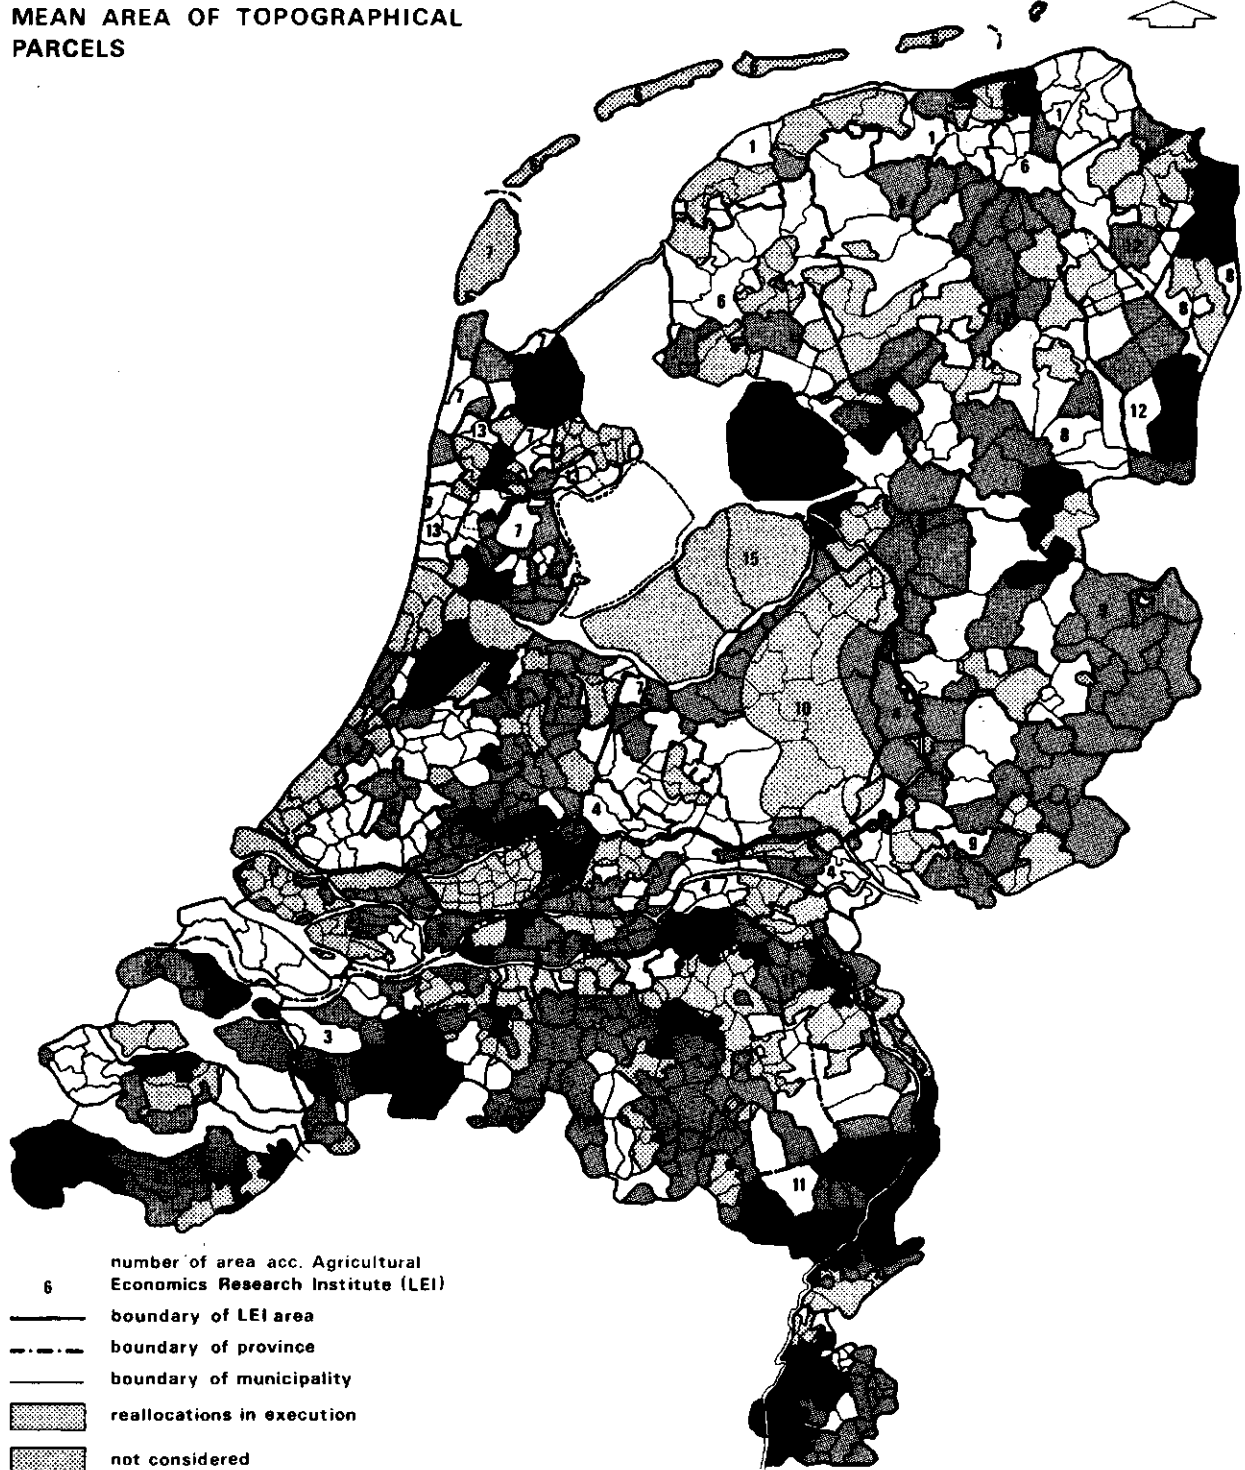 MEAN AREA OF TOPOGRAPHICAL
PARCELS
1
1
1
6
7
12
8
8
6
7
12
13
7
8
13
7
15
7
10
4
9
4
4
3
11
number of area acc. Agricultural
6 Economics Research Institute (LEI)
boundary of LEI area
boundary of province
boundary of municipality
reallocations in execution
not considered